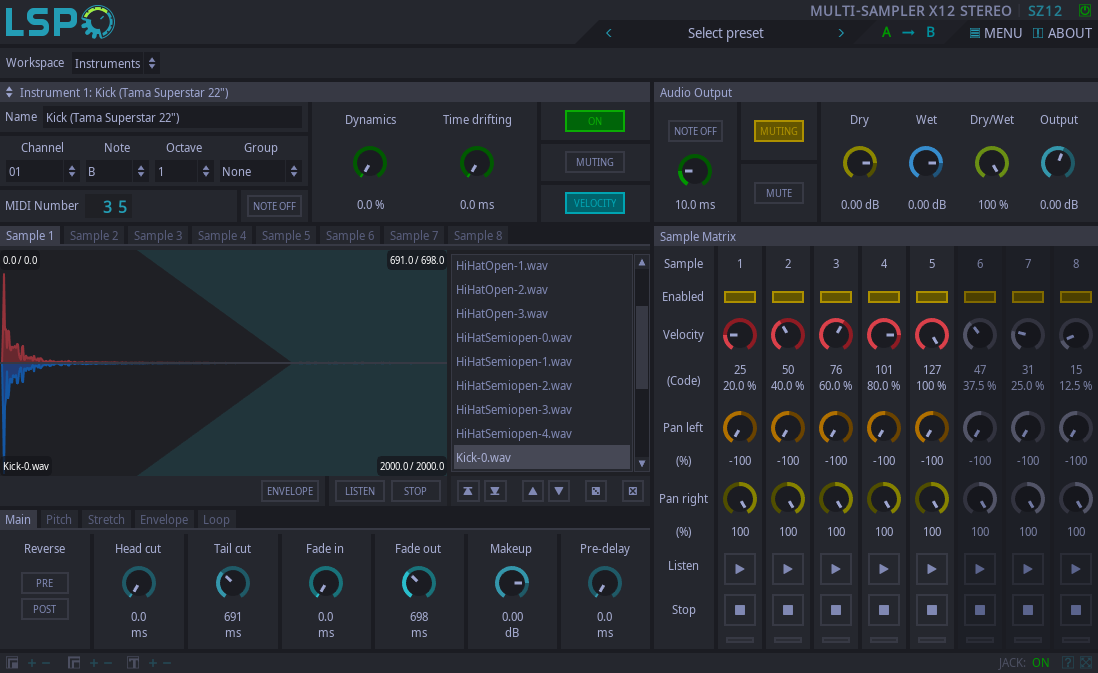 LSP
MULTI-SAMPLER X12 STEREO SZ12
Select preset
A B MENU ABOUT
Workspace Instruments
Instrument 1: Kick (Tama Superstar 22")
Name Kick (Tama Superstar 22")
Channel Note Octave Group
01 B 1 None
MIDI Number 35 NOTE OFF
Dynamics Time drifting
0.0 % 0.0 ms
ON
MUTING
VELOCITY
Audio Output
NOTE OFF MUTING
10.0 ms MUTE
Dry Wet Dry/Wet Output
0.00 dB 0.00 dB 100 % 0.00 dB
Sample 1 Sample 2 Sample 3 Sample 4 Sample 5 Sample 6 Sample 7 Sample 8
0.0 / 0.0 691.0 / 698.0
Kick-0.wav 2000.0 / 2000.0
HiHatOpen-1.wav
HiHatOpen-2.wav
HiHatOpen-3.wav
HiHatSemiopen-0.wav
HiHatSemiopen-1.wav
HiHatSemiopen-2.wav
HiHatSemiopen-3.wav
HiHatSemiopen-4.wav
Kick-0.wav
ENVELOPE LISTEN STOP
Main Pitch Stretch Envelope Loop
Reverse Head cut Tail cut Fade in Fade out Makeup Pre-delay
PRE
POST
0.0 691 0.0 698 0.00 0.0
ms ms ms ms dB ms
Sample Matrix
Sample 1 2 3 4 5 6 7 8
Enabled
Velocity
(Code) 25 50 76 101 127 47 31 15
20.0 % 40.0 % 60.0 % 80.0 % 100 % 37.5 % 25.0 % 12.5 %
Pan left
(%) -100 -100 -100 -100 -100 -100 -100 -100
Pan right
(%) 100 100 100 100 100 100 100 100
Listen
Stop
JACK: ON